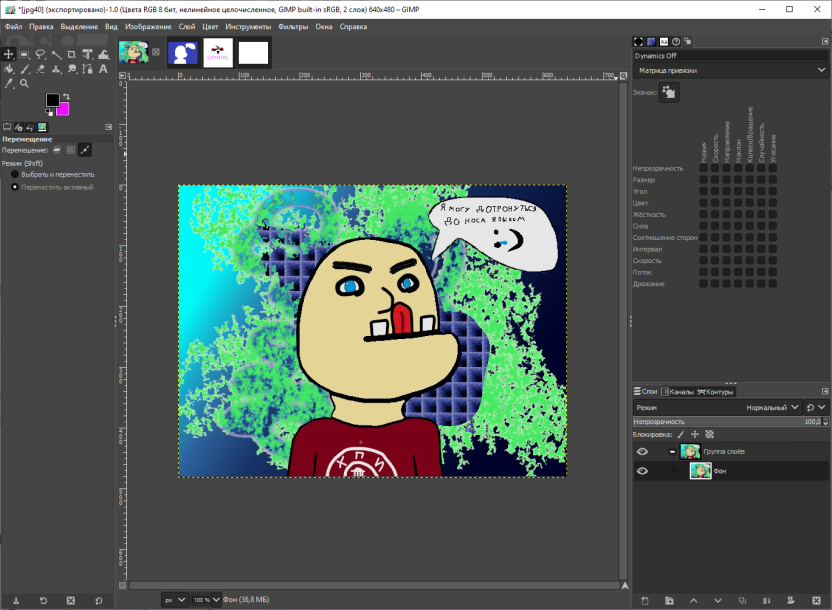 *[jpg40] (экспортировано)-1.0 (Цвета RGB 8 бит, нелинейное целочисленное, GIMP built-in sRGB, 2 слоя) 640x480 – GIMP
Файл Правка Выделение Вид Изображение Слой Цвет Инструменты Фильтры Окна Справка
Dynamics Off
Матрица привязки
Значок:
Нажим
Скорость
Направление
Наклон
Колесо/Вращение
Случайность
Угасание
Непрозрачность
Размер
Угол
Цвет
Жёсткость
Сила
Соотношение сторон
Интервал
Скорость
Поток
Дрожание
Перемещение
Перемещение:
Режим (Shift)
Выбрать и переместить
Переместить активный
Я могу дотронуться
до носа языком
ХПИ
Слои Каналы Контуры
Режим Нормальный
Непрозрачность 100,0
Блокировка:
Группа слоёв
Фон
px 100 % Фон (36,8 МБ)